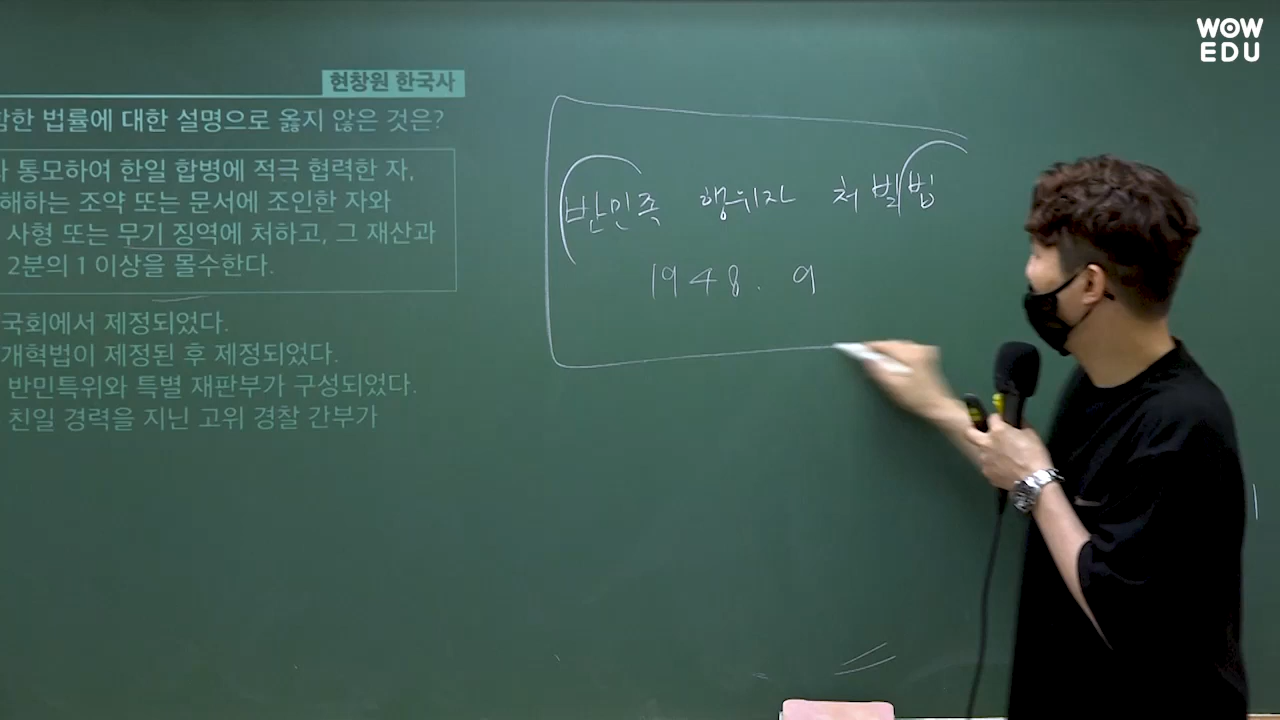 WOW
EDU
현창원 한국사
함한 법률에 대한 설명으로 옳지 않은 것은?
통모하여 한일 합병에 적극 협력한 자,
해하는 조약 또는 문서에 조인한 자와
사형 또는 무기 징역에 처하고, 그 재산과
2분의 1 이상을 몰수한다.
국회에서 제정되었다.
개혁법이 제정된 후 제정되었다.
반민특위와 특별 재판부가 구성되었다.
친일 경력을 지닌 고위 경찰 간부가
반민족 행위자 처벌법
1948. 9